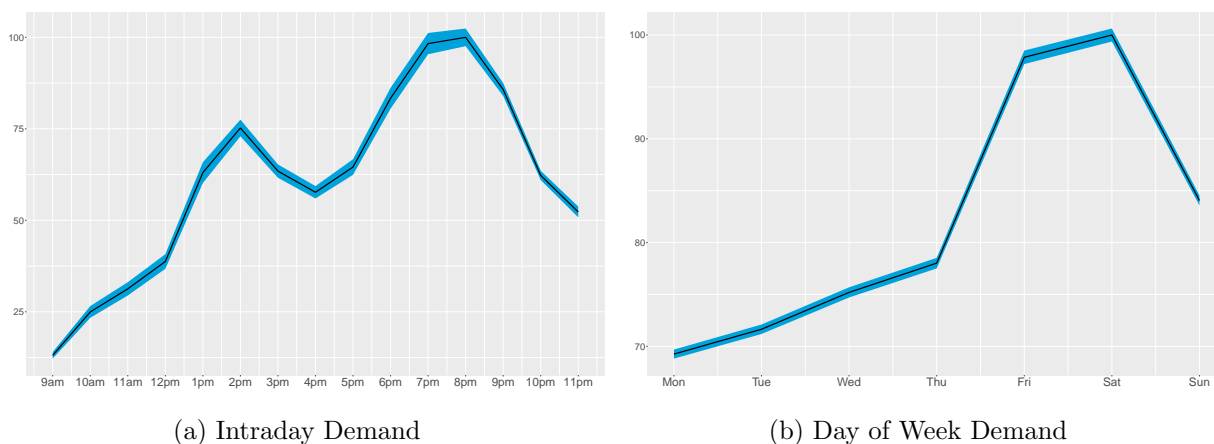 100
75
50
25
9am 10am 11am 12pm 1pm 2pm 3pm 4pm 5pm 6pm 7pm 8pm 9pm 10pm 11pm
(a) Intraday Demand
100
90
80
70
Mon Tue Wed Thu Fri Sat Sun
(b) Day of Week Demand